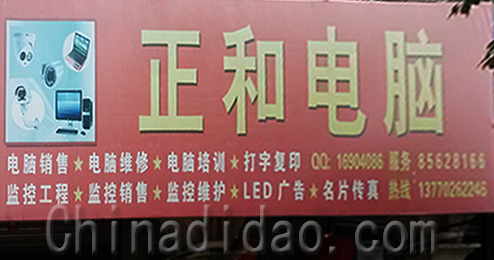 正和电脑
电脑销售★电脑维修★电脑培训★打字复印 QQ: 16904086 服务 85628166
监控工程★监控销售★监控维护★LED广告★名片传真 热线 13770262246
Chinadidao.com